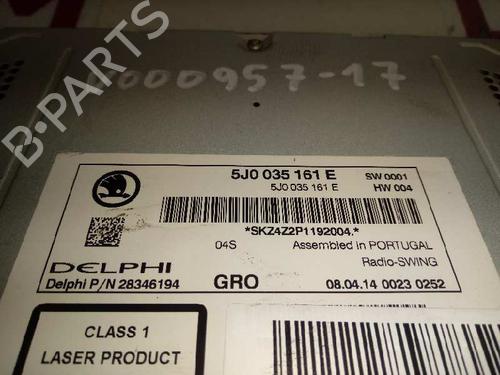 0000957-17
B-PARTS
5J0 035 161 E
SW 0001
5J0 035 161 E
HW 004
*SKZ4Z2P1192004.*
04S
Assembled in PORTUGAL
Radio-SWING
DELPHI
Delphi P/N 28346194
GRO
08.04.14 0023 0252
CLASS 1
LASER PRODUCT